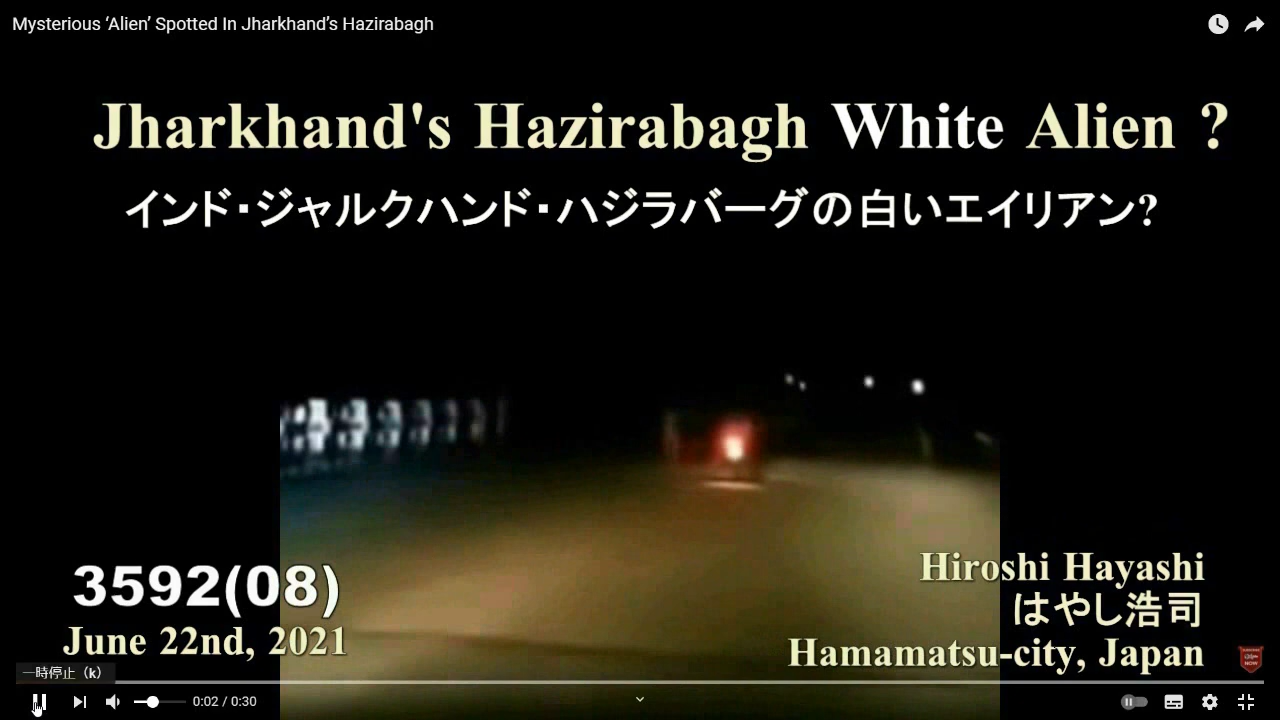 Mysterious ‘Alien’ Spotted In Jharkhand’s Hazirabagh
Jharkhand's Hazirabagh White Alien ?
インド・ジャルクハンド・ハジラバーグの白いエイリアン?
3592(08)
June 22nd, 2021
Hiroshi Hayashi
はやし浩司
Hamamatsu-city, Japan
一時停止（k）
0:02 / 0:30